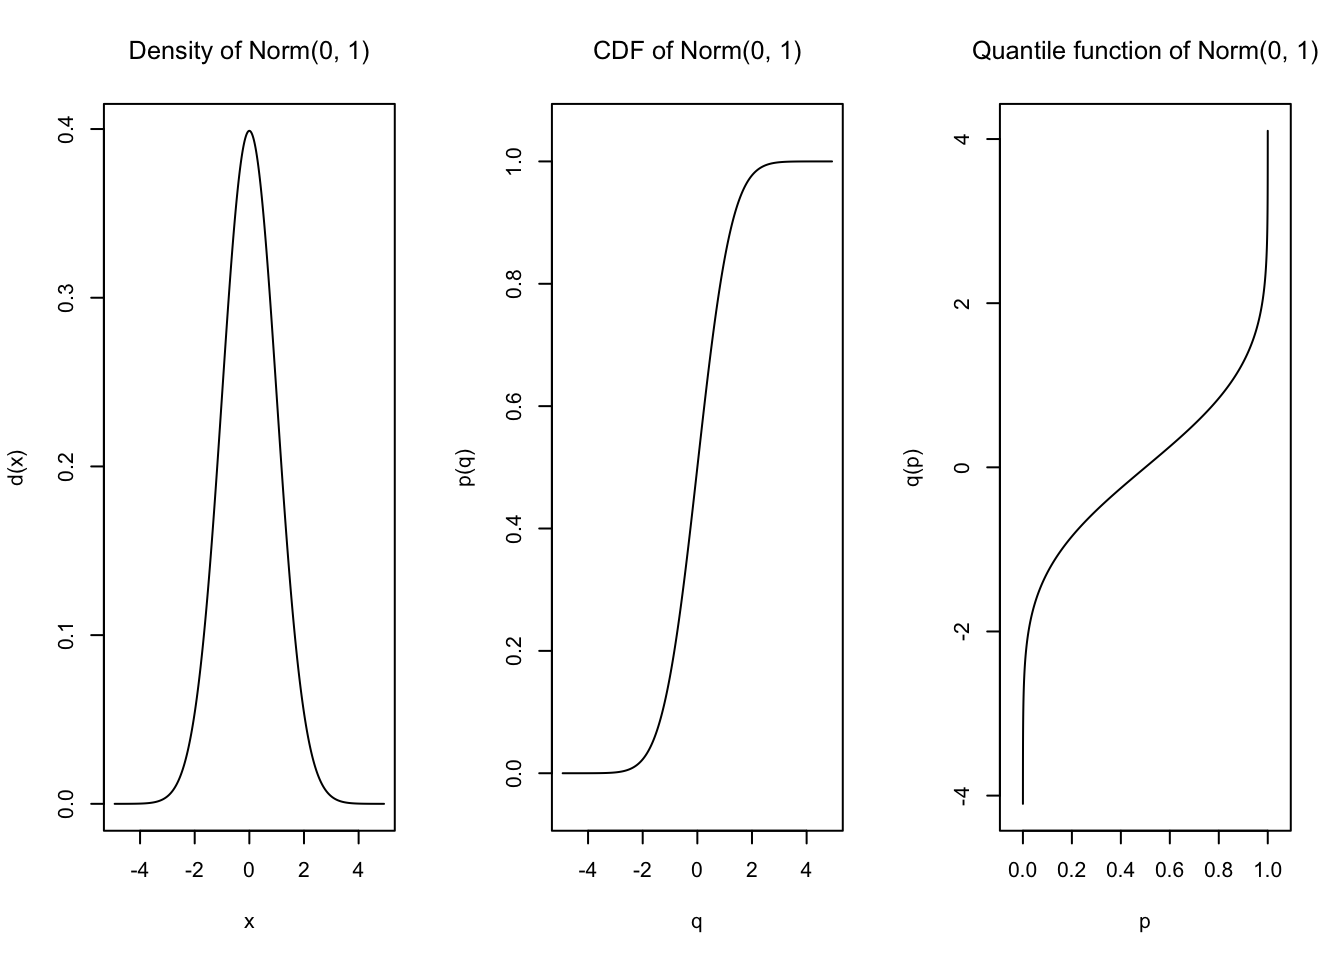 Density of Norm(0, 1)
d(x)
0.4
0.3
0.2
0.1
0.0
-4 -2 0 2 4
x
CDF of Norm(0, 1)
p(q)
1.0
0.8
0.6
0.4
0.2
0.0
-4 -2 0 2 4
q
Quantile function of Norm(0, 1)
q(p)
4
2
0
-2
-4
0.0 0.2 0.4 0.6 0.8 1.0
p